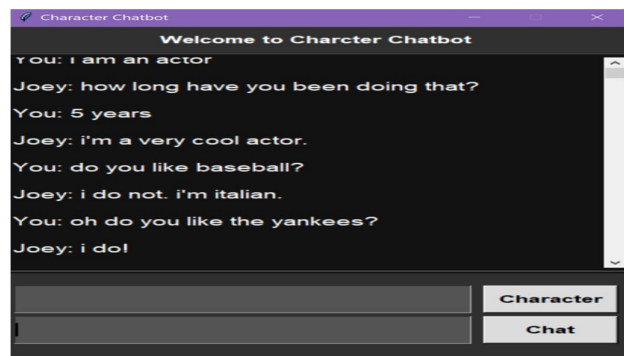 Character Chatbot
Welcome to Charcter Chatbot
You: i am an actor
Joey: how long have you been doing that?
You: 5 years
Joey: i'm a very cool actor.
You: do you like baseball?
Joey: i do not. i'm italian.
You: oh do you like the yankees?
Joey: i do!
Character
Chat